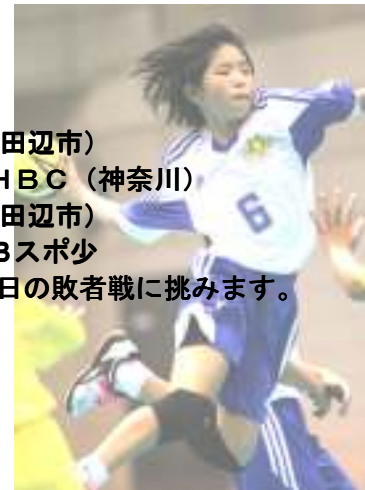 田辺市）
ＨＢＣ（神奈川）
田辺市）
Ｂスポ少
日の敗者戦に挑みます。
6